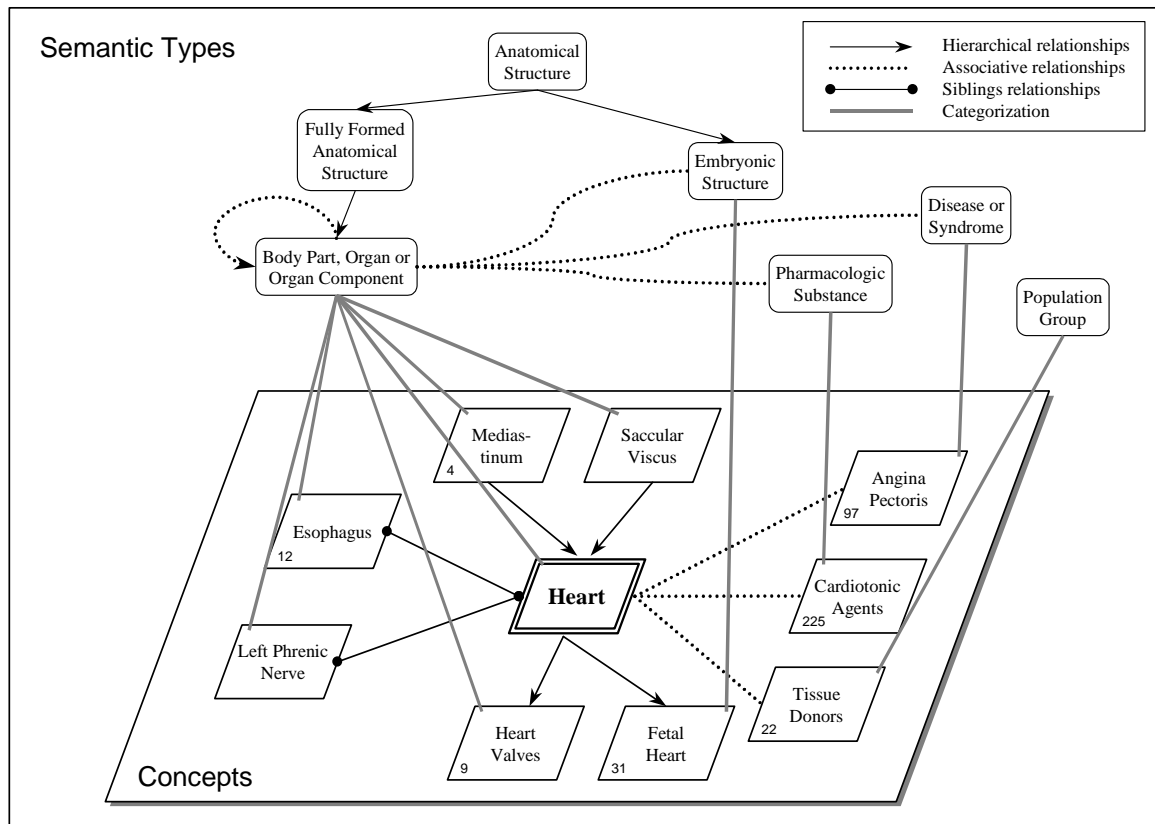 Semantic Types
Anatomical
Structure
Hierarchical relationships
Associative relationships
Siblings relationships
Categorization
Fully Formed
Anatomical
Structure
Embryonic
Structure
Disease or
Syndrome
Body Part, Organ or
Organ Component
Pharmacologic
Substance
Population
Group
Medias-
tinum
4
Saccular
Viscus
Angina
Pectoris
97
Esophagus
12
Heart
Cardiotonic
Agents
225
Left Phrenic
Nerve
Tissue
Donors
22
Heart
Valves
9
Fetal
Heart
31
Concepts